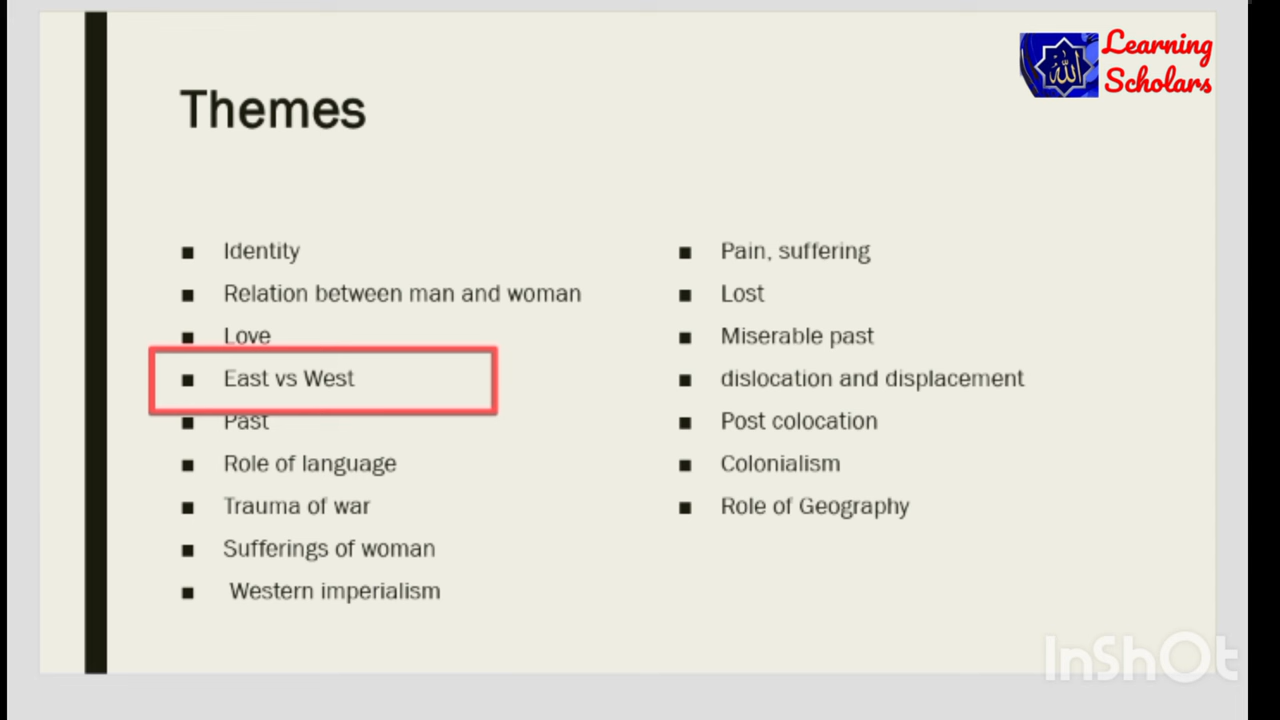 Learning
Scholars
الله
Themes
Identity
Relation between man and woman
Love
East vs West
Past
Role of language
Trauma of war
Sufferings of woman
Western imperialism
Pain, suffering
Lost
Miserable past
dislocation and displacement
Post colocation
Colonialism
Role of Geography
InShOt